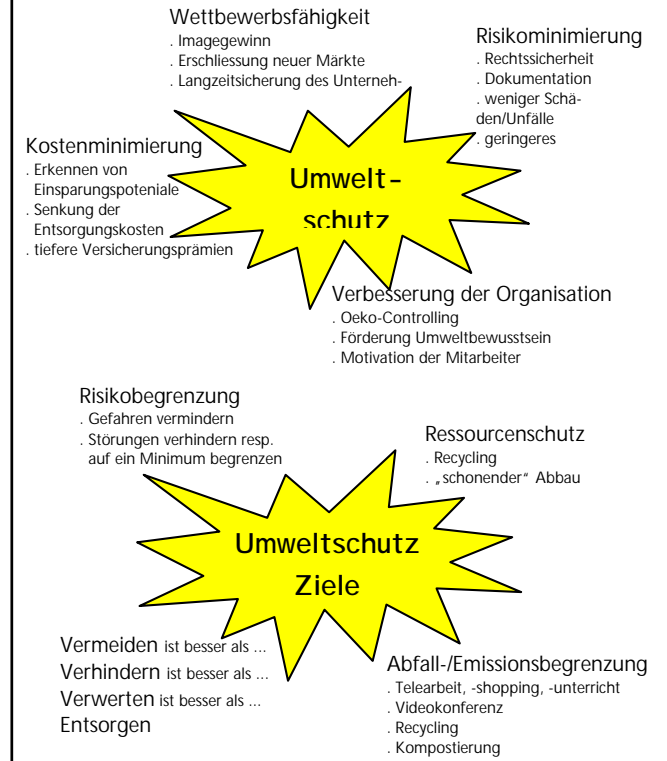 Wettbewerbsfähigkeit
. Imagegewinn
. Erschliessung neuer Märkte
. Langzeitsicherung des Unterneh-
Risikominimierung
. Rechtssicherheit
. Dokumentation
. weniger Schä-
den/Unfälle
. geringeres
Kostenminimierung
. Erkennen von
Einsparungspoteniale
. Senkung der
Entsorgungskosten
. tiefere Versicherungsprämien
Umwelt-
schutz
Verbesserung der Organisation
. Oeko-Controlling
. Förderung Umweltbewusstsein
. Motivation der Mitarbeiter
Risikobegrenzung
. Gefahren vermindern
. Störungen verhindern resp.
auf ein Minimum begrenzen
Ressourcenschutz
. Recycling
. „schonender“ Abbau
Umweltschutz
Ziele
Vermeiden ist besser als ...
Verhindern ist besser als ...
Verwerten ist besser als ...
Entsorgen
Abfall-/Emissionsbegrenzung
. Telearbeit, -shopping, -unterricht
. Videokonferenz
. Recycling
. Kompostierung